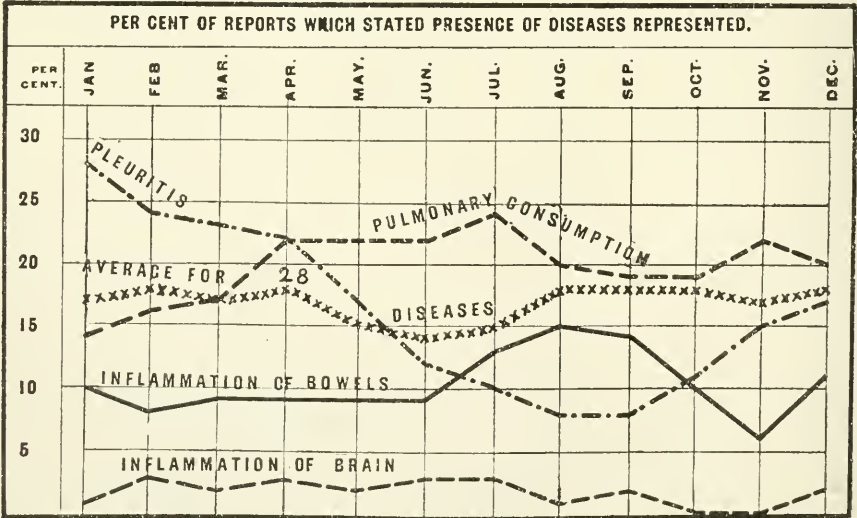 PER CENT OF REPORTS WHICH STATED PRESENCE OF DISEASES REPRESENTED.
PER CENT.
JAN
FEB
MAR.
APR.
MAY.
JUN.
JUL.
AUG.
SEP.
OCT.
NOV.
DEC.
30
PLEURITIS
25
PULMONARY CONSUMPTION
20
AVERAGE FOR 28 DISEASES
15
10
INFLAMMATION OF BOWELS
5
INFLAMMATION OF BRAIN